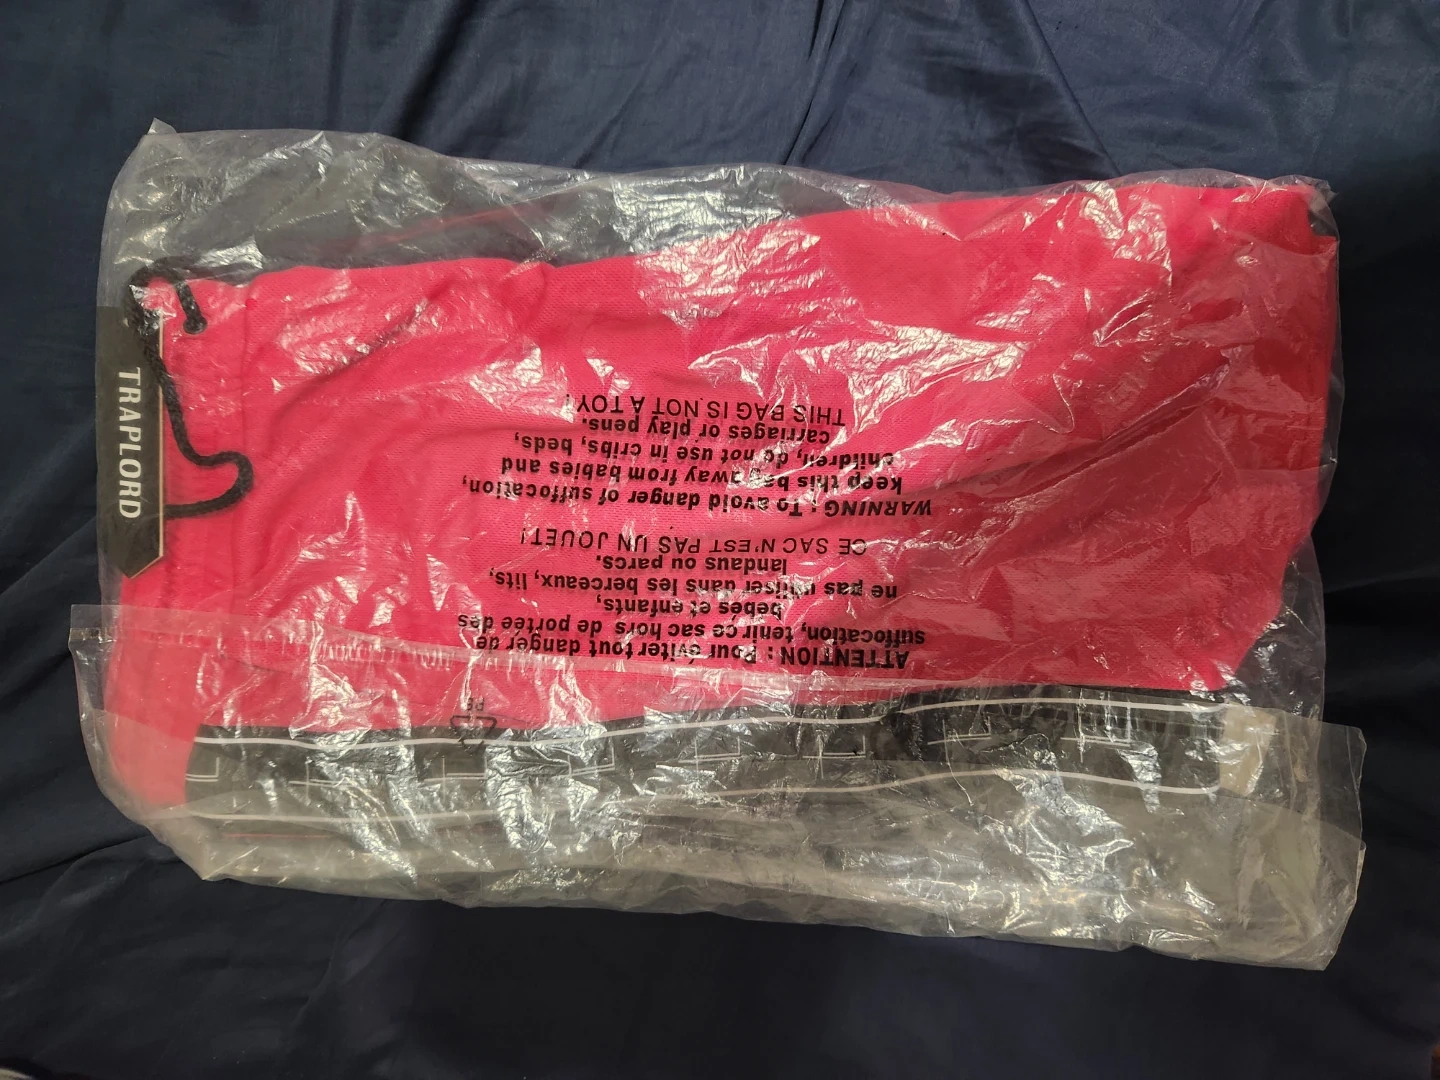 TRAPLORD
ATTENTION : Pour éviter tout danger de
suffocation, tenir ce sac hors de portée des
bebés et enfants,
ne pas utiliser dans les berceaux, lits,
landaus ou parcs.
CE SAC N'EST PAS UN JOUET!
WARNING : To avoid danger of suffocation,
keep this bag away from babies and
children, do not use in cribs, beds,
carriages or play pens.
THIS BAG IS NOT A TOY!
PE